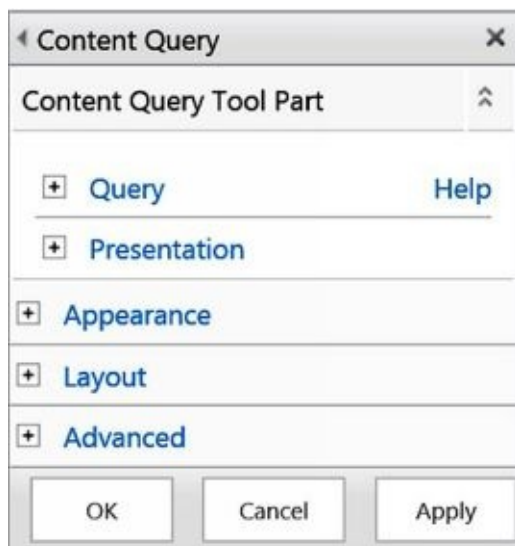 Content Query
Content Query Tool Part
Query Help
Presentation
Appearance
Layout
Advanced
OK Cancel Apply